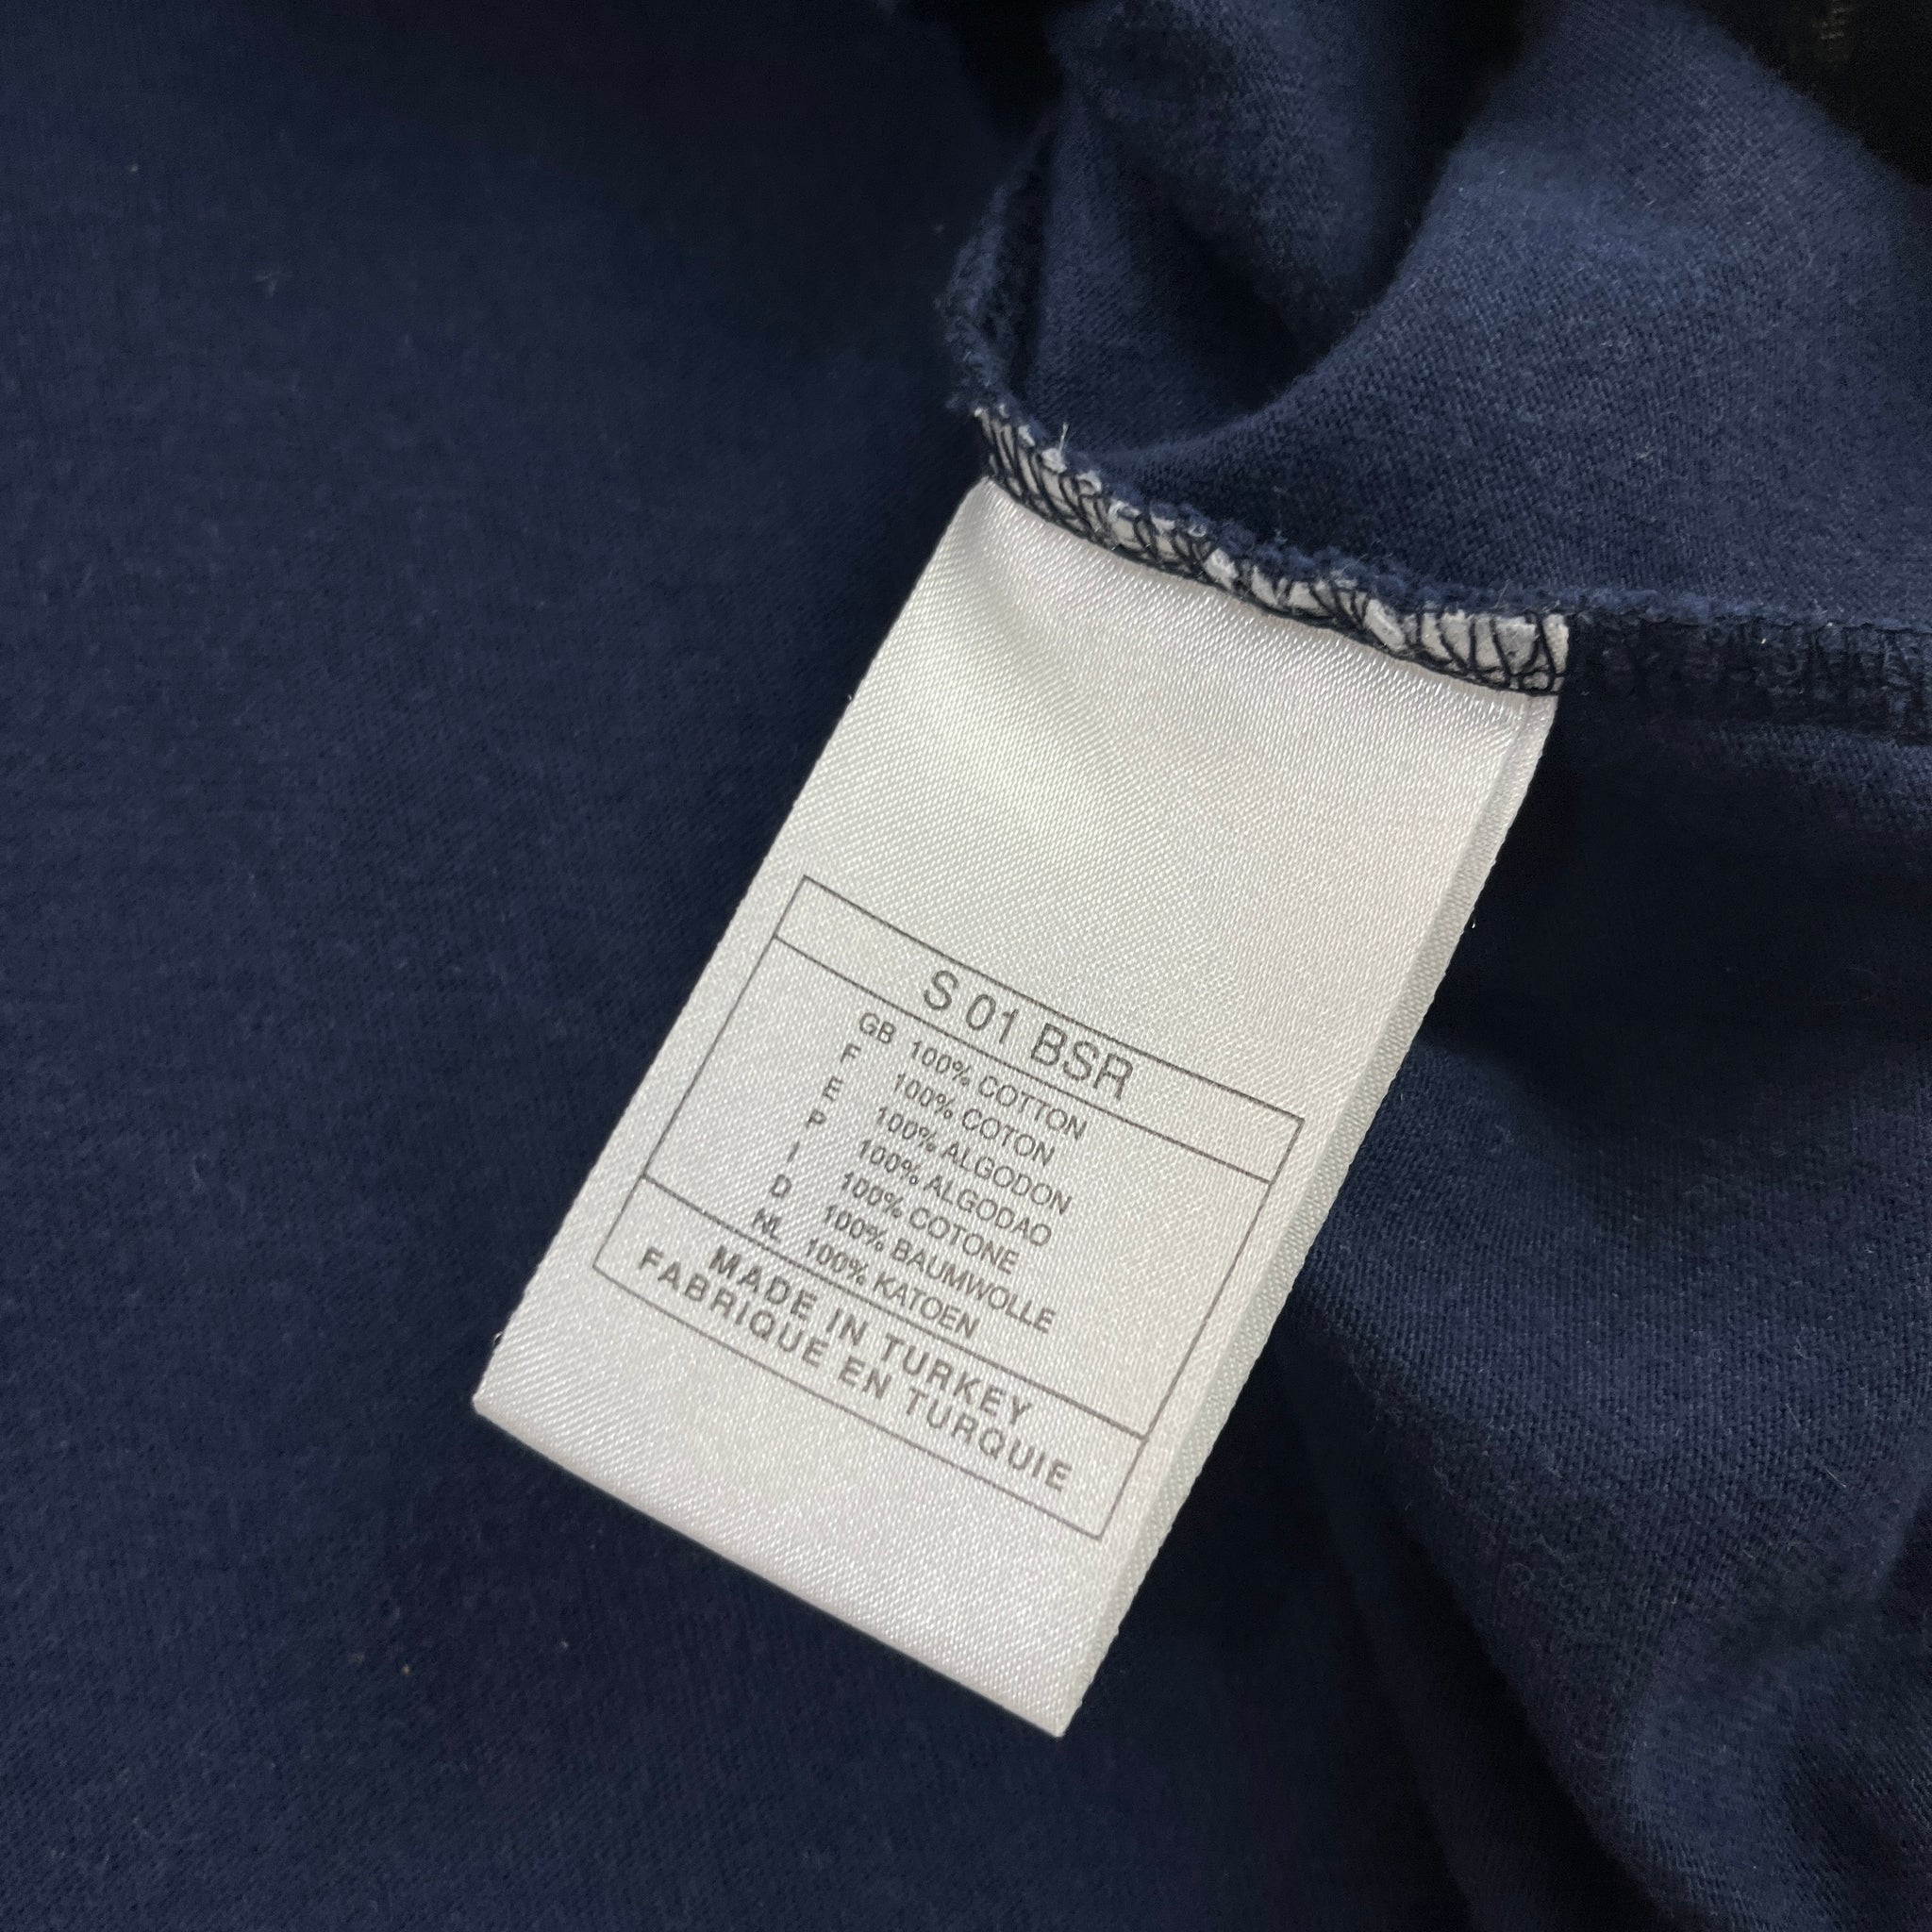 S 01 BSR
GB 100% COTTON
F 100% COTON
E 100% ALGODON
P 100% ALGODAO
I 100% COTONE
D 100% BAUMWOLLE
NL 100% KATOEN
MADE IN TURKEY
FABRIQUE EN TURQUIE